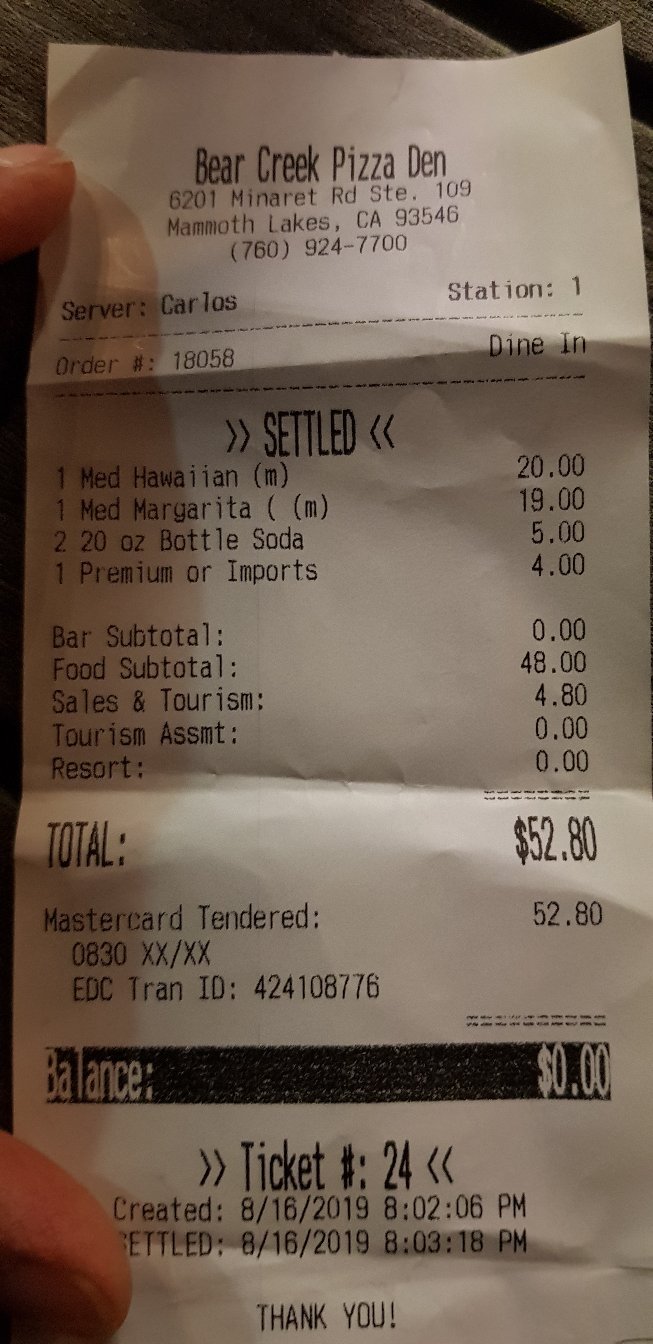 Bear Creek Pizza Den
6201 Minaret Rd Ste. 109
Mammoth Lakes, CA 93546
(760) 924-7700
Server: Carlos Station: 1
Order #: 18058 Dine In
>> SETTLED <<
1 Med Hawaiian (m) 20.00
1 Med Margarita ( (m) 19.00
2 20 oz Bottle Soda 5.00
1 Premium or Imports 4.00
Bar Subtotal: 0.00
Food Subtotal: 48.00
Sales & Tourism: 4.80
Tourism Assmt: 0.00
Resort: 0.00
TOTAL: $52.80
Mastercard Tendered: 52.80
0830 XX/XX
EDC Tran ID: 424108776
Balance: $0.00
>> Ticket #: 24 <<
Created: 8/16/2019 8:02:06 PM
SETTLED: 8/16/2019 8:03:18 PM
THANK YOU!